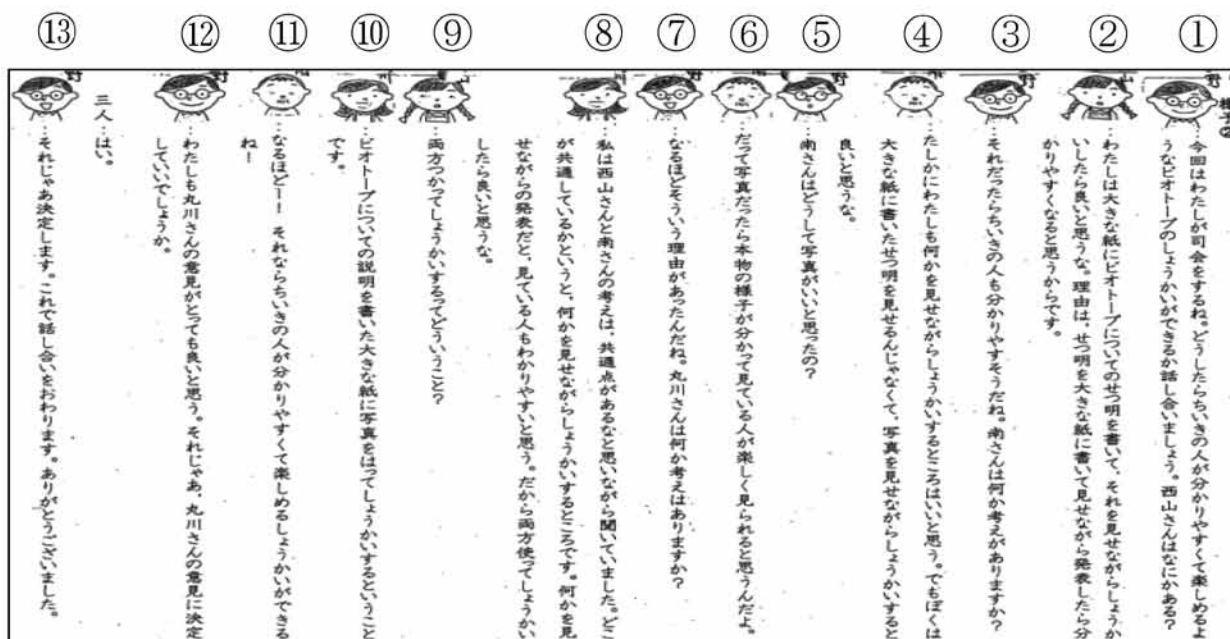 ①
今回はわたしが司会をするね。どうしたらちいきの人が分かりやすくて楽しめるよ
うなビオトープのしょうかいができるか話し合いましょう。西山さんはなにかある？
②
わたしは大きな紙にビオトープについてのせつ明を書いて、それを見せながらしょうか
いしたら良いと思うな。理由は、せつ明を大きな紙に書いて見せながら発表したら分
かりやすくなると思うからです。
③
それだったらちいきの人も分かりやすそうだね。南さんは何か考えがありますか？
④
たしかにわたしも何かを見せながらしょうかいするところはいいと思う。でもぼくは
大きな紙に書いたせつ明を見せるんじゃなくて、写真を見せながらしょうかいすると
良いと思うな。
⑤
南さんはどうして写真がいいと思ったの？
⑥
だって写真だったら本物の様子が分かって見ている人が楽しく見られると思うんだよ。
⑦
なるほどそういう理由があったんだね。丸川さんは何か考えはありますか？
⑧
私は西山さんと南さんの考えは、共通点があるなと思いながら聞いていました。どこ
が共通しているかというと、何かを見せながらしょうかいするところです。何かを見
せながらの発表だと、見ている人もわかりやすいと思う。だから両方使ってしょうかい
したら良いと思うな。
⑨
両方つかってしょうかいするってどういうこと？
⑩
ビオトープについての説明を書いた大きな紙に写真をはってしょうかいするということ
です。
⑪
なるほどーー！それならちいきの人が分かりやすくて楽しめるしょうかいができる
ね！
⑫
わたしも丸川さんの意見がとっても良いと思う。それじゃあ、丸川さんの意見に決定
していいでしょうか。
三人…はい。
⑬
それじゃあ決定します。これで話し合いをおわります。ありがとうございました。